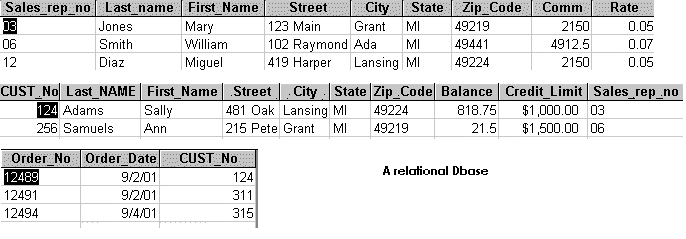 Sales_rep_no Last_name First_Name Street City State Zip_Code Comm Rate
03 Jones Mary 123 Main Grant MI 49219 2150 0.05
06 Smith William 102 Raymond Ada MI 49441 4912.5 0.07
12 Diaz Miguel 419 Harper Lansing MI 49224 2150 0.05
CUST_No Last_NAME First_Name .Street . City . State Zip_Code Balance Credit_Limit Sales_rep_no
124 Adams Sally 481 Oak Lansing MI 49224 818.75 $1,000.00 03
256 Samuels Ann 215 Pete Grant MI 49219 21.5 $1,500.00 06
Order_No Order_Date CUST_No
12489 9/2/01 124
12491 9/2/01 311
12494 9/4/01 315
A relational Dbase